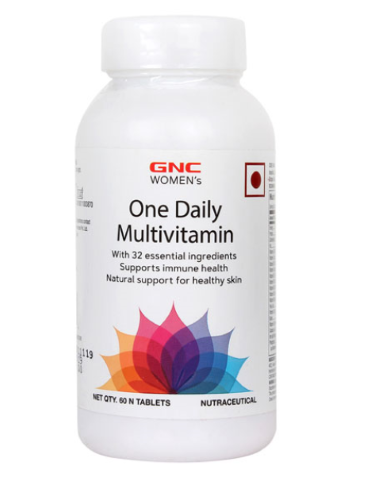 GNC
WOMEN's
One Daily
Multivitamin
With 32 essential ingredients
Supports immune health
Natural support for healthy skin
119
NET QTY. 60 N TABLETS
NUTRACEUTICAL